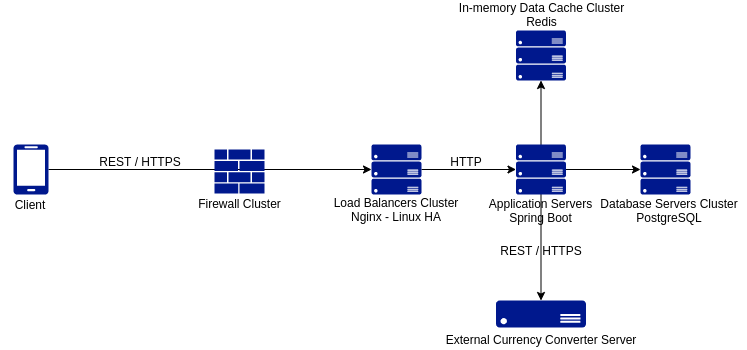 In-memory Data Cache Cluster
Redis
REST / HTTPS
HTTP
Client
Firewall Cluster
Load Balancers Cluster
Nginx - Linux HA
Application Servers
Spring Boot
Database Servers Cluster
PostgreSQL
REST / HTTPS
External Currency Converter Server